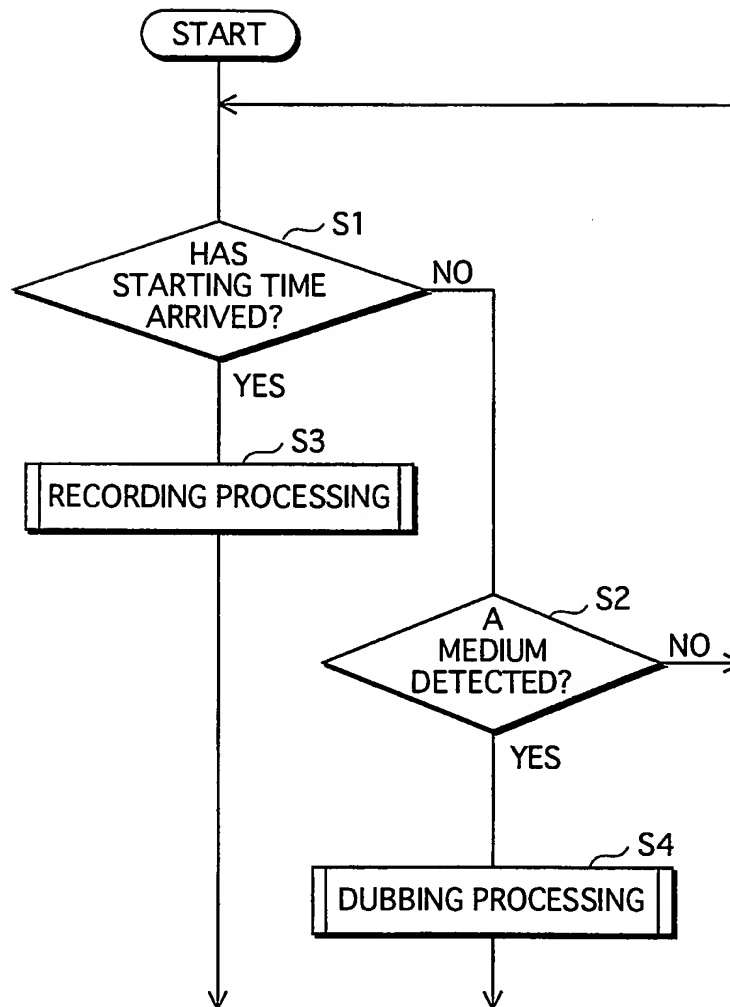 START
S1
HAS
STARTING TIME
ARRIVED?
NO
YES
S3
RECORDING PROCESSING
S2
A
MEDIUM
DETECTED?
NO
YES
S4
DUBBING PROCESSING